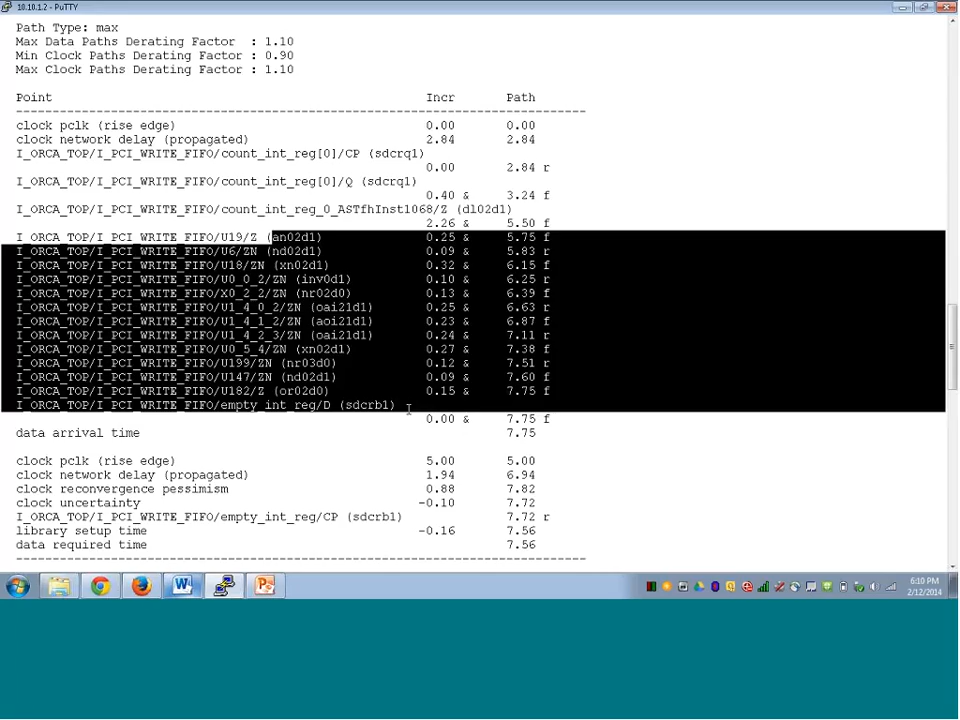 10.10.1.2 - PuTTY
Path Type: max
Max Data Paths Derating Factor : 1.10
Min Clock Paths Derating Factor : 0.90
Max Clock Paths Derating Factor : 1.10
Point Incr Path
------------------------------------------------------------------------------
clock pclk (rise edge) 0.00 0.00
clock network delay (propagated) 2.84 2.84
I_ORCA_TOP/I_PCI_WRITE_FIFO/count_int_reg[0]/CP (sdcrq1)
0.00 2.84 r
I_ORCA_TOP/I_PCI_WRITE_FIFO/count_int_reg[0]/Q (sdcrq1)
0.40 & 3.24 f
I_ORCA_TOP/I_PCI_WRITE_FIFO/count_int_reg_0_ASTfhInst1068/Z (dl02d1)
2.26 & 5.50 f
I_ORCA_TOP/I_PCI_WRITE_FIFO/U19/Z (an02d1) 0.25 & 5.75 f
I_ORCA_TOP/I_PCI_WRITE_FIFO/U6/ZN (nd02d1) 0.09 & 5.83 r
I_ORCA_TOP/I_PCI_WRITE_FIFO/U18/ZN (xn02d1) 0.32 & 6.15 f
I_ORCA_TOP/I_PCI_WRITE_FIFO/U0_0_2/ZN (inv0d1) 0.10 & 6.25 r
I_ORCA_TOP/I_PCI_WRITE_FIFO/X0_2_2/ZN (nr02d0) 0.13 & 6.39 f
I_ORCA_TOP/I_PCI_WRITE_FIFO/U1_4_0_2/ZN (oai21d1) 0.25 & 6.63 r
I_ORCA_TOP/I_PCI_WRITE_FIFO/U1_4_1_2/ZN (aoi21d1) 0.23 & 6.87 f
I_ORCA_TOP/I_PCI_WRITE_FIFO/U1_4_2_3/ZN (oai21d1) 0.24 & 7.11 r
I_ORCA_TOP/I_PCI_WRITE_FIFO/U0_5_4/ZN (xn02d1) 0.27 & 7.38 f
I_ORCA_TOP/I_PCI_WRITE_FIFO/U199/ZN (nr03d0) 0.12 & 7.51 r
I_ORCA_TOP/I_PCI_WRITE_FIFO/U147/ZN (nd02d1) 0.09 & 7.60 f
I_ORCA_TOP/I_PCI_WRITE_FIFO/U182/Z (or02d0) 0.15 & 7.75 f
I_ORCA_TOP/I_PCI_WRITE_FIFO/empty_int_reg/D (sdcrb1)
0.00 & 7.75 f
data arrival time 7.75
clock pclk (rise edge) 5.00 5.00
clock network delay (propagated) 1.94 6.94
clock reconvergence pessimism 0.88 7.82
clock uncertainty -0.10 7.72
I_ORCA_TOP/I_PCI_WRITE_FIFO/empty_int_reg/CP (sdcrb1) 7.72 r
library setup time -0.16 7.56
data required time 7.56
------------------------------------------------------------------------------
6:10 PM
2/12/2014